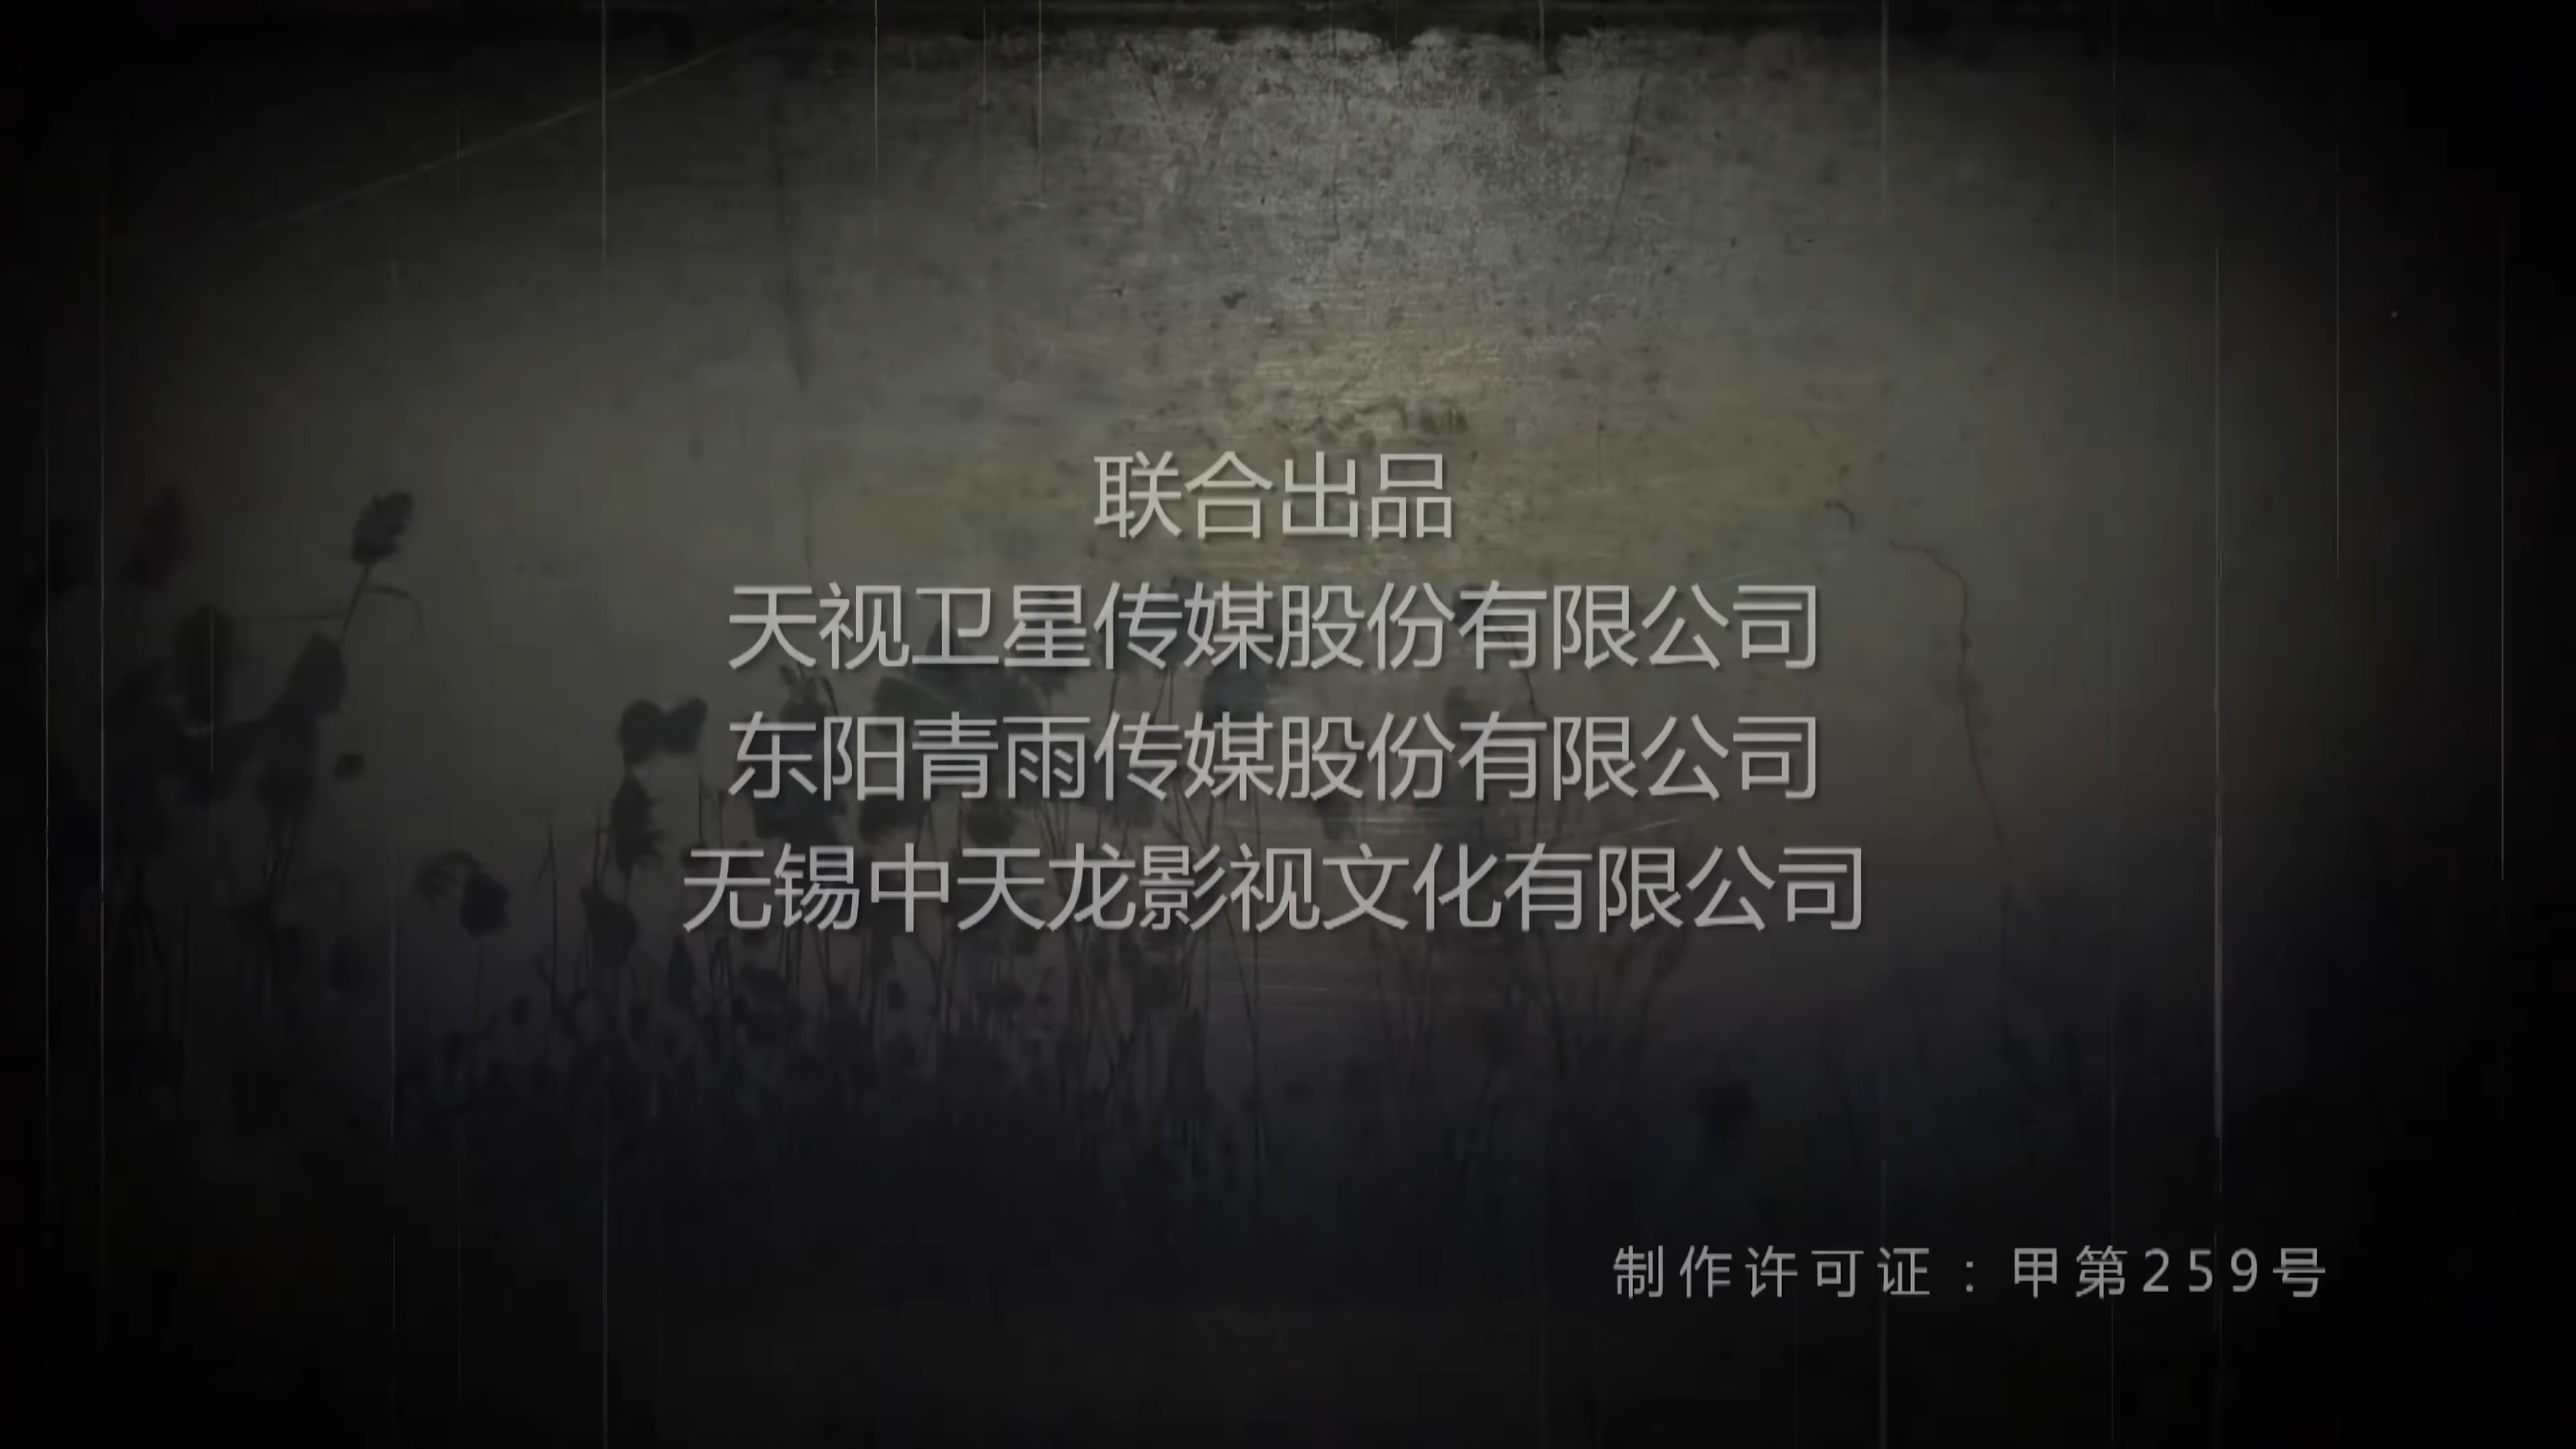 联合出品
天视卫星传媒股份有限公司
东阳青雨传媒股份有限公司
无锡中天龙影视文化有限公司
制作许可证：甲第259号